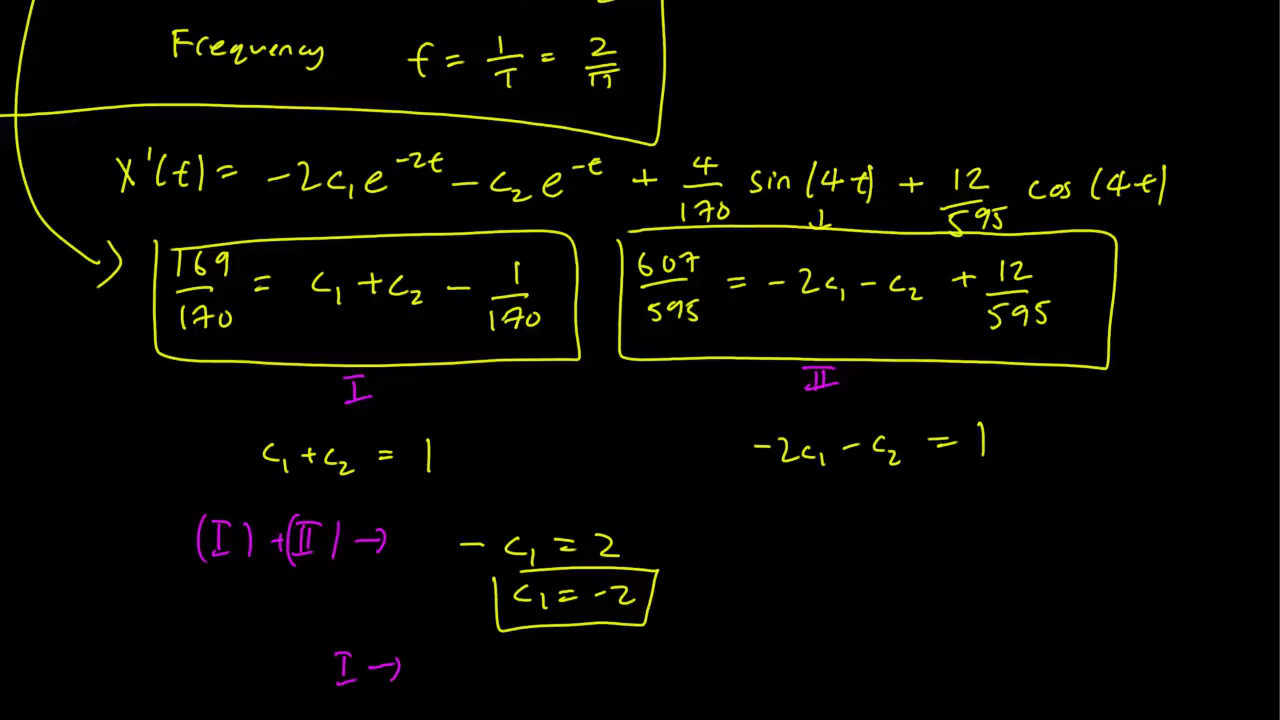 Frequency f = 1/T = 2/π
x'(t) = -2c₁e^(-2t) - c₂e^(-t) + 4/170 sin(4t) + 12/595 cos(4t)
169/170 = c₁ + c₂ - 1/170 607/595 = -2c₁ - c₂ + 12/595
I II
c₁ + c₂ = 1 -2c₁ - c₂ = 1
(I) + (II) → -c₁ = 2
c₁ = -2
I →